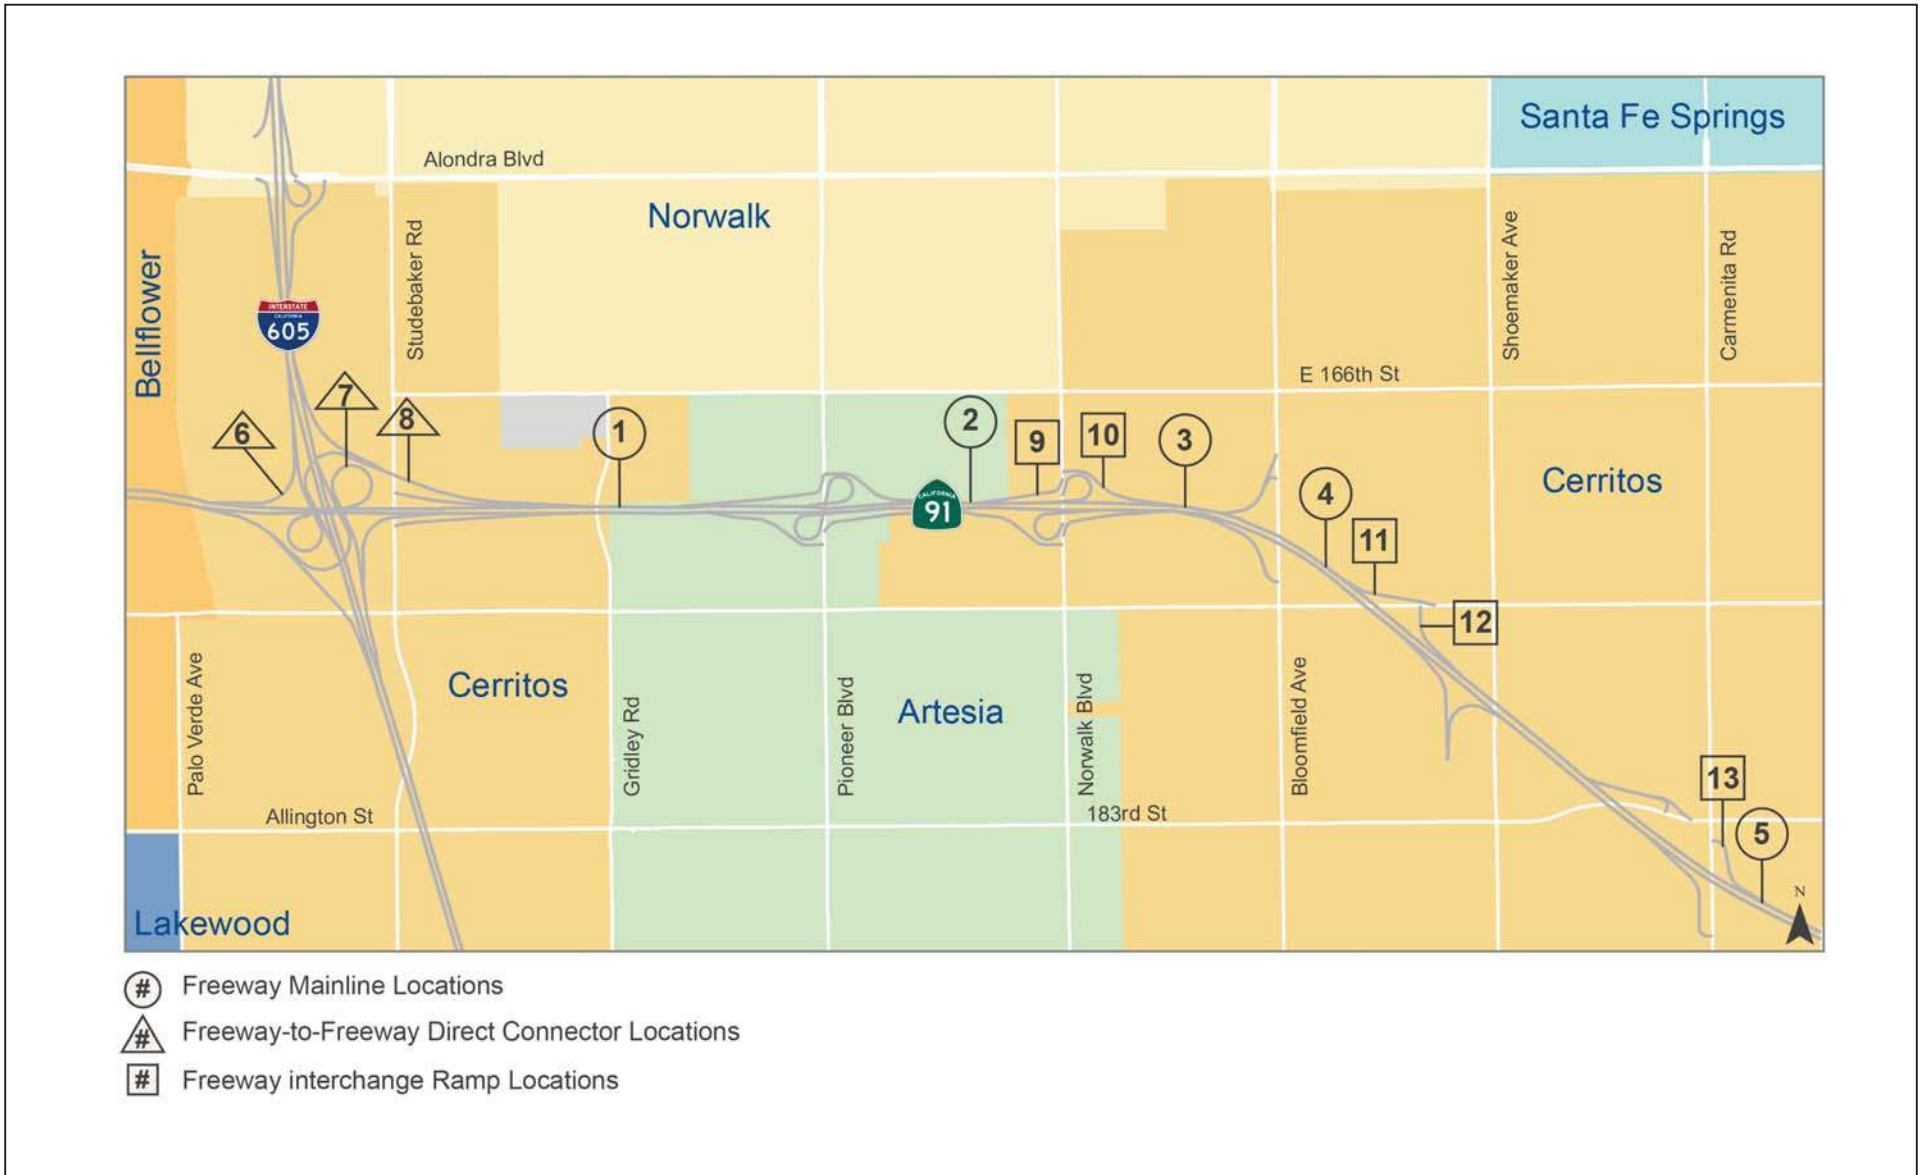 Santa Fe Springs
Alondra Blvd
Norwalk
Bellflower
Studebaker Rd
Shoemaker Ave
Carmenita Rd
INTERSTATE
CALIFORNIA
605
E 166th St
6
7
8
1
2
9
10
3
4
11
Cerritos
CALIFORNIA
91
12
Palo Verde Ave
Cerritos
Gridley Rd
Pioneer Blvd
Artesia
Norwalk Blvd
Bloomfield Ave
13
5
Allington St
183rd St
N
Lakewood
# Freeway Mainline Locations
# Freeway-to-Freeway Direct Connector Locations
# Freeway interchange Ramp Locations